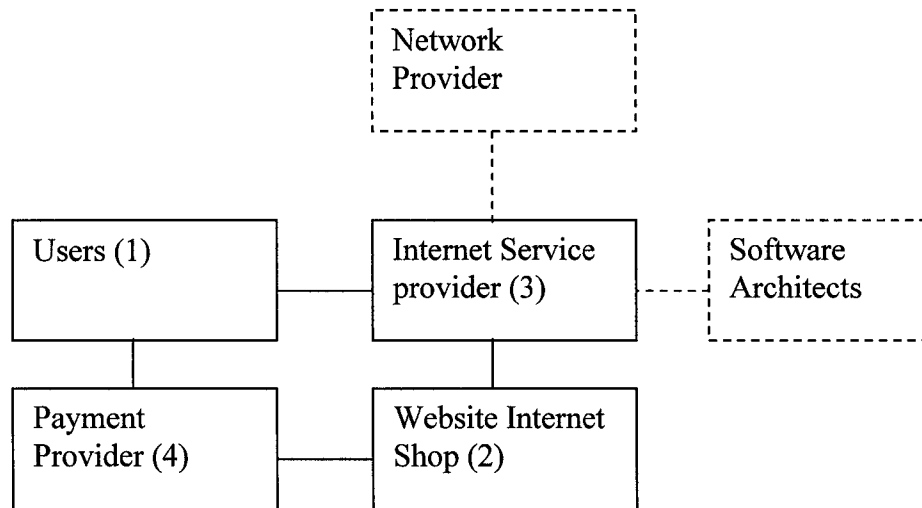 Network
Provider
Users (1)
Internet Service
provider (3)
Software
Architects
Payment
Provider (4)
Website Internet
Shop (2)